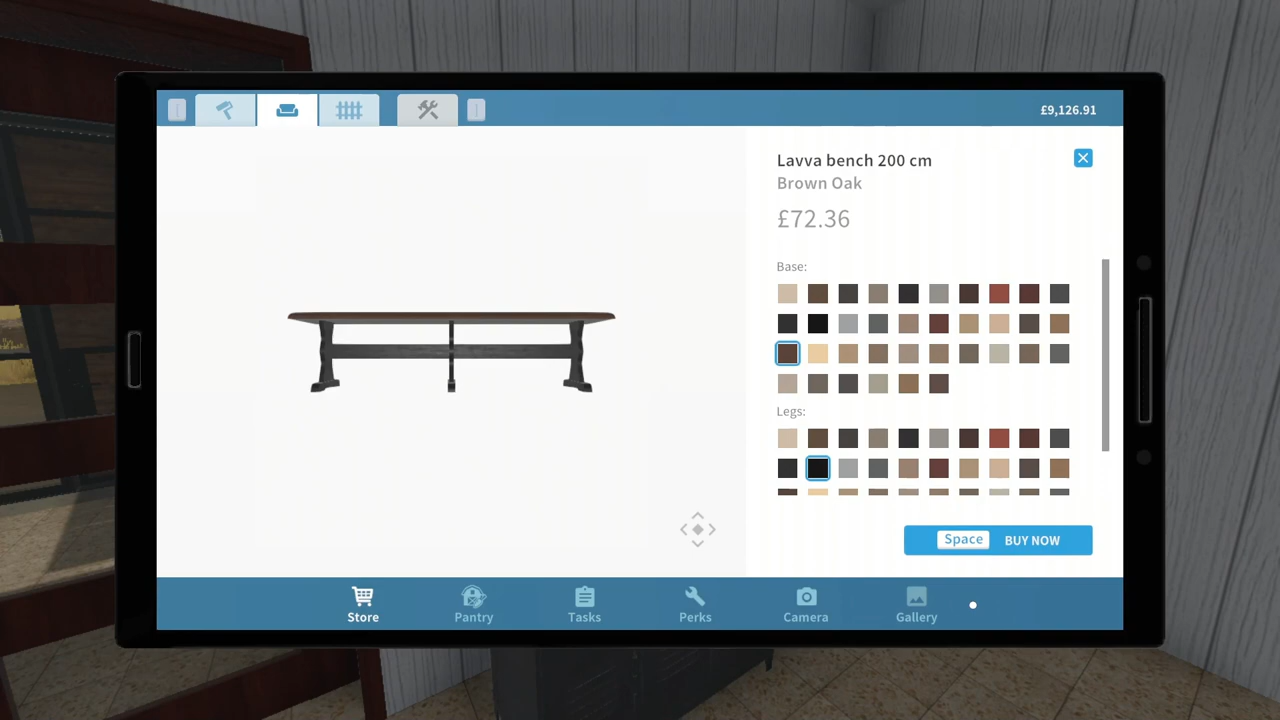 £9,126.91
Lavva bench 200 cm
Brown Oak
£72.36
Base:
Legs:
Space BUY NOW
Store Pantry Tasks Perks Camera Gallery